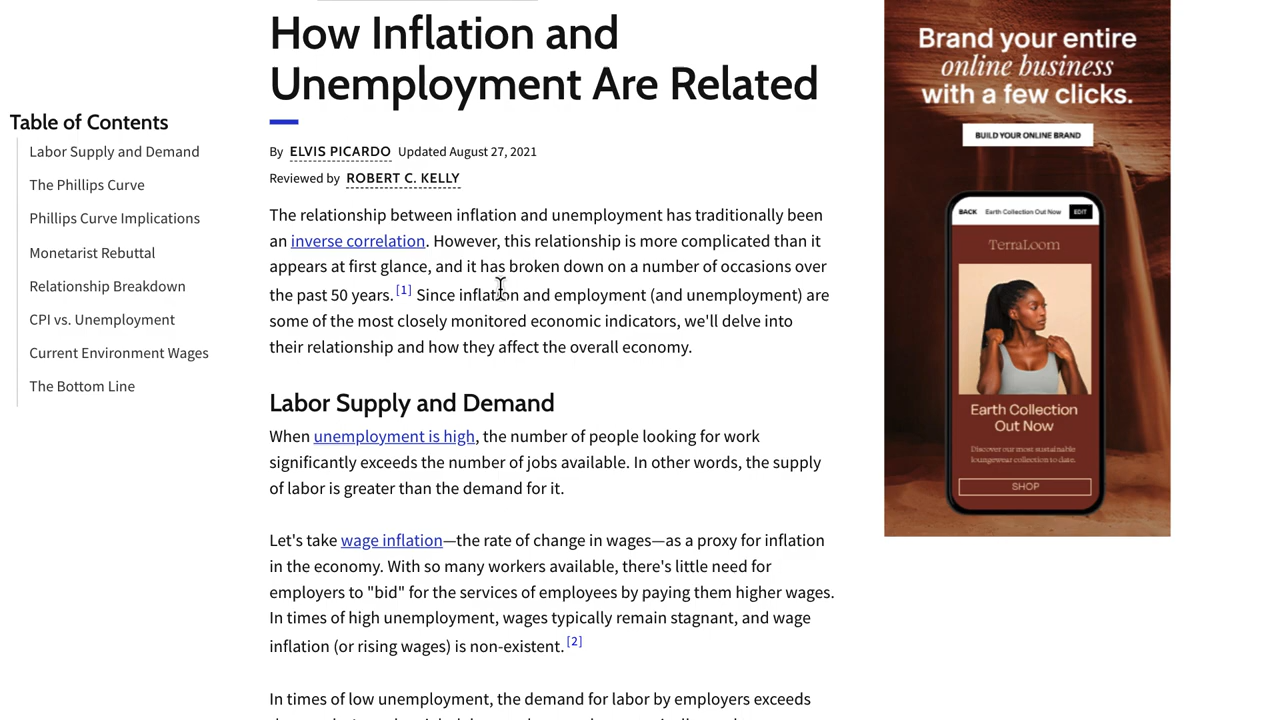 How Inflation and
Unemployment Are Related
Table of Contents
Labor Supply and Demand
The Phillips Curve
Phillips Curve Implications
Monetarist Rebuttal
Relationship Breakdown
CPI vs. Unemployment
Current Environment Wages
The Bottom Line
By ELVIS PICARDO Updated August 27, 2021
Reviewed by ROBERT C. KELLY
The relationship between inflation and unemployment has traditionally been
an inverse correlation. However, this relationship is more complicated than it
appears at first glance, and it has broken down on a number of occasions over
the past 50 years.[1] Since inflation and employment (and unemployment) are
some of the most closely monitored economic indicators, we'll delve into
their relationship and how they affect the overall economy.
Labor Supply and Demand
When unemployment is high, the number of people looking for work
significantly exceeds the number of jobs available. In other words, the supply
of labor is greater than the demand for it.
Let's take wage inflation—the rate of change in wages—as a proxy for inflation
in the economy. With so many workers available, there's little need for
employers to "bid" for the services of employees by paying them higher wages.
In times of high unemployment, wages typically remain stagnant, and wage
inflation (or rising wages) is non-existent.[2]
In times of low unemployment, the demand for labor by employers exceeds
Brand your entire
online business
with a few clicks.
BUILD YOUR ONLINE BRAND
BACK Earth Collection Out Now EDIT
TerraLoom
Earth Collection
Out Now
Discover our most sustainable
loungewear collection to date.
SHOP